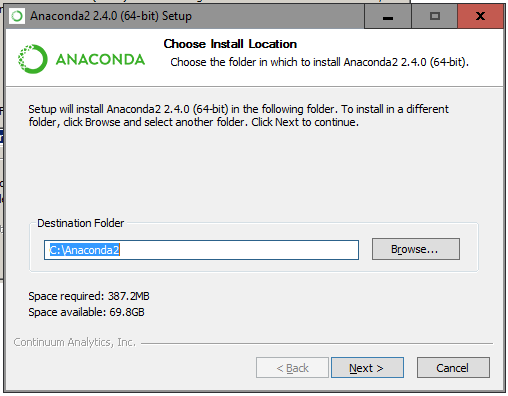 Anaconda2 2.4.0 (64-bit) Setup
Choose Install Location
Choose the folder in which to install Anaconda2 2.4.0 (64-bit).
ANACONDA
Setup will install Anaconda2 2.4.0 (64-bit) in the following folder. To install in a different
folder, click Browse and select another folder. Click Next to continue.
Destination Folder
C:\Anaconda2
Browse...
Space required: 387.2MB
Space available: 69.8GB
Continuum Analytics, Inc.
< Back
Next >
Cancel